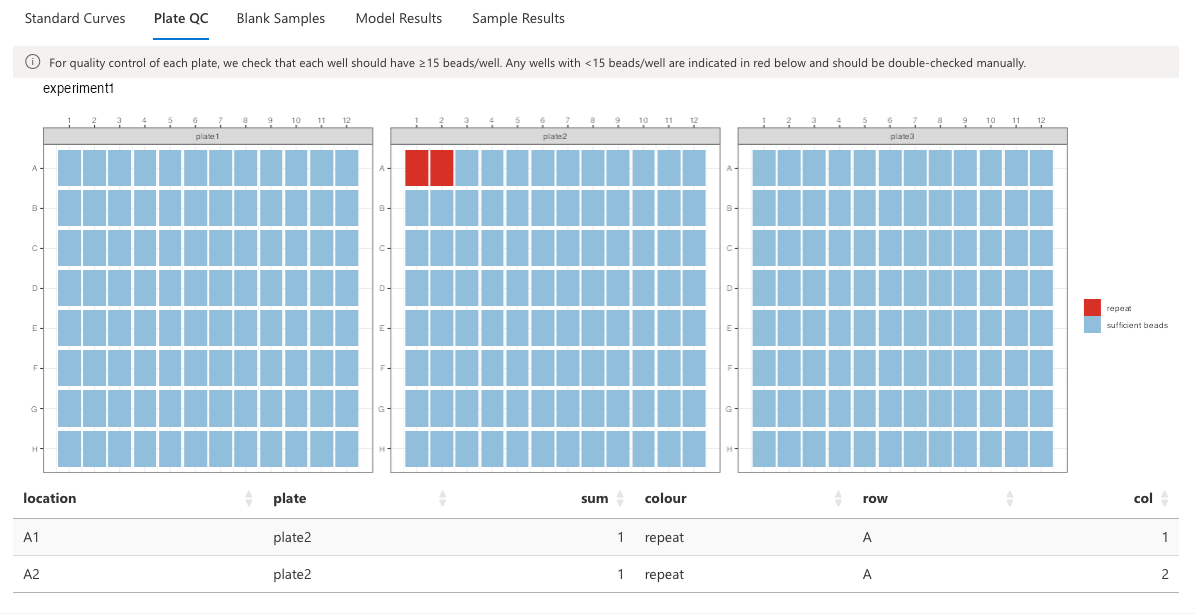 Standard Curves Plate QC Blank Samples Model Results Sample Results
For quality control of each plate, we check that each well should have ≥15 beads/well. Any wells with <15 beads/well are indicated in red below and should be double-checked manually.
experiment1
1 2 3 4 5 6 7 8 9 10 11 12
plate1
A
B
C
D
E
F
G
H
1 2 3 4 5 6 7 8 9 10 11 12
plate2
A
B
C
D
E
F
G
H
1 2 3 4 5 6 7 8 9 10 11 12
plate3
A
B
C
D
E
F
G
H
repeat
sufficient beads
location plate sum colour row col
A1 plate2 1 repeat A 1
A2 plate2 1 repeat A 2